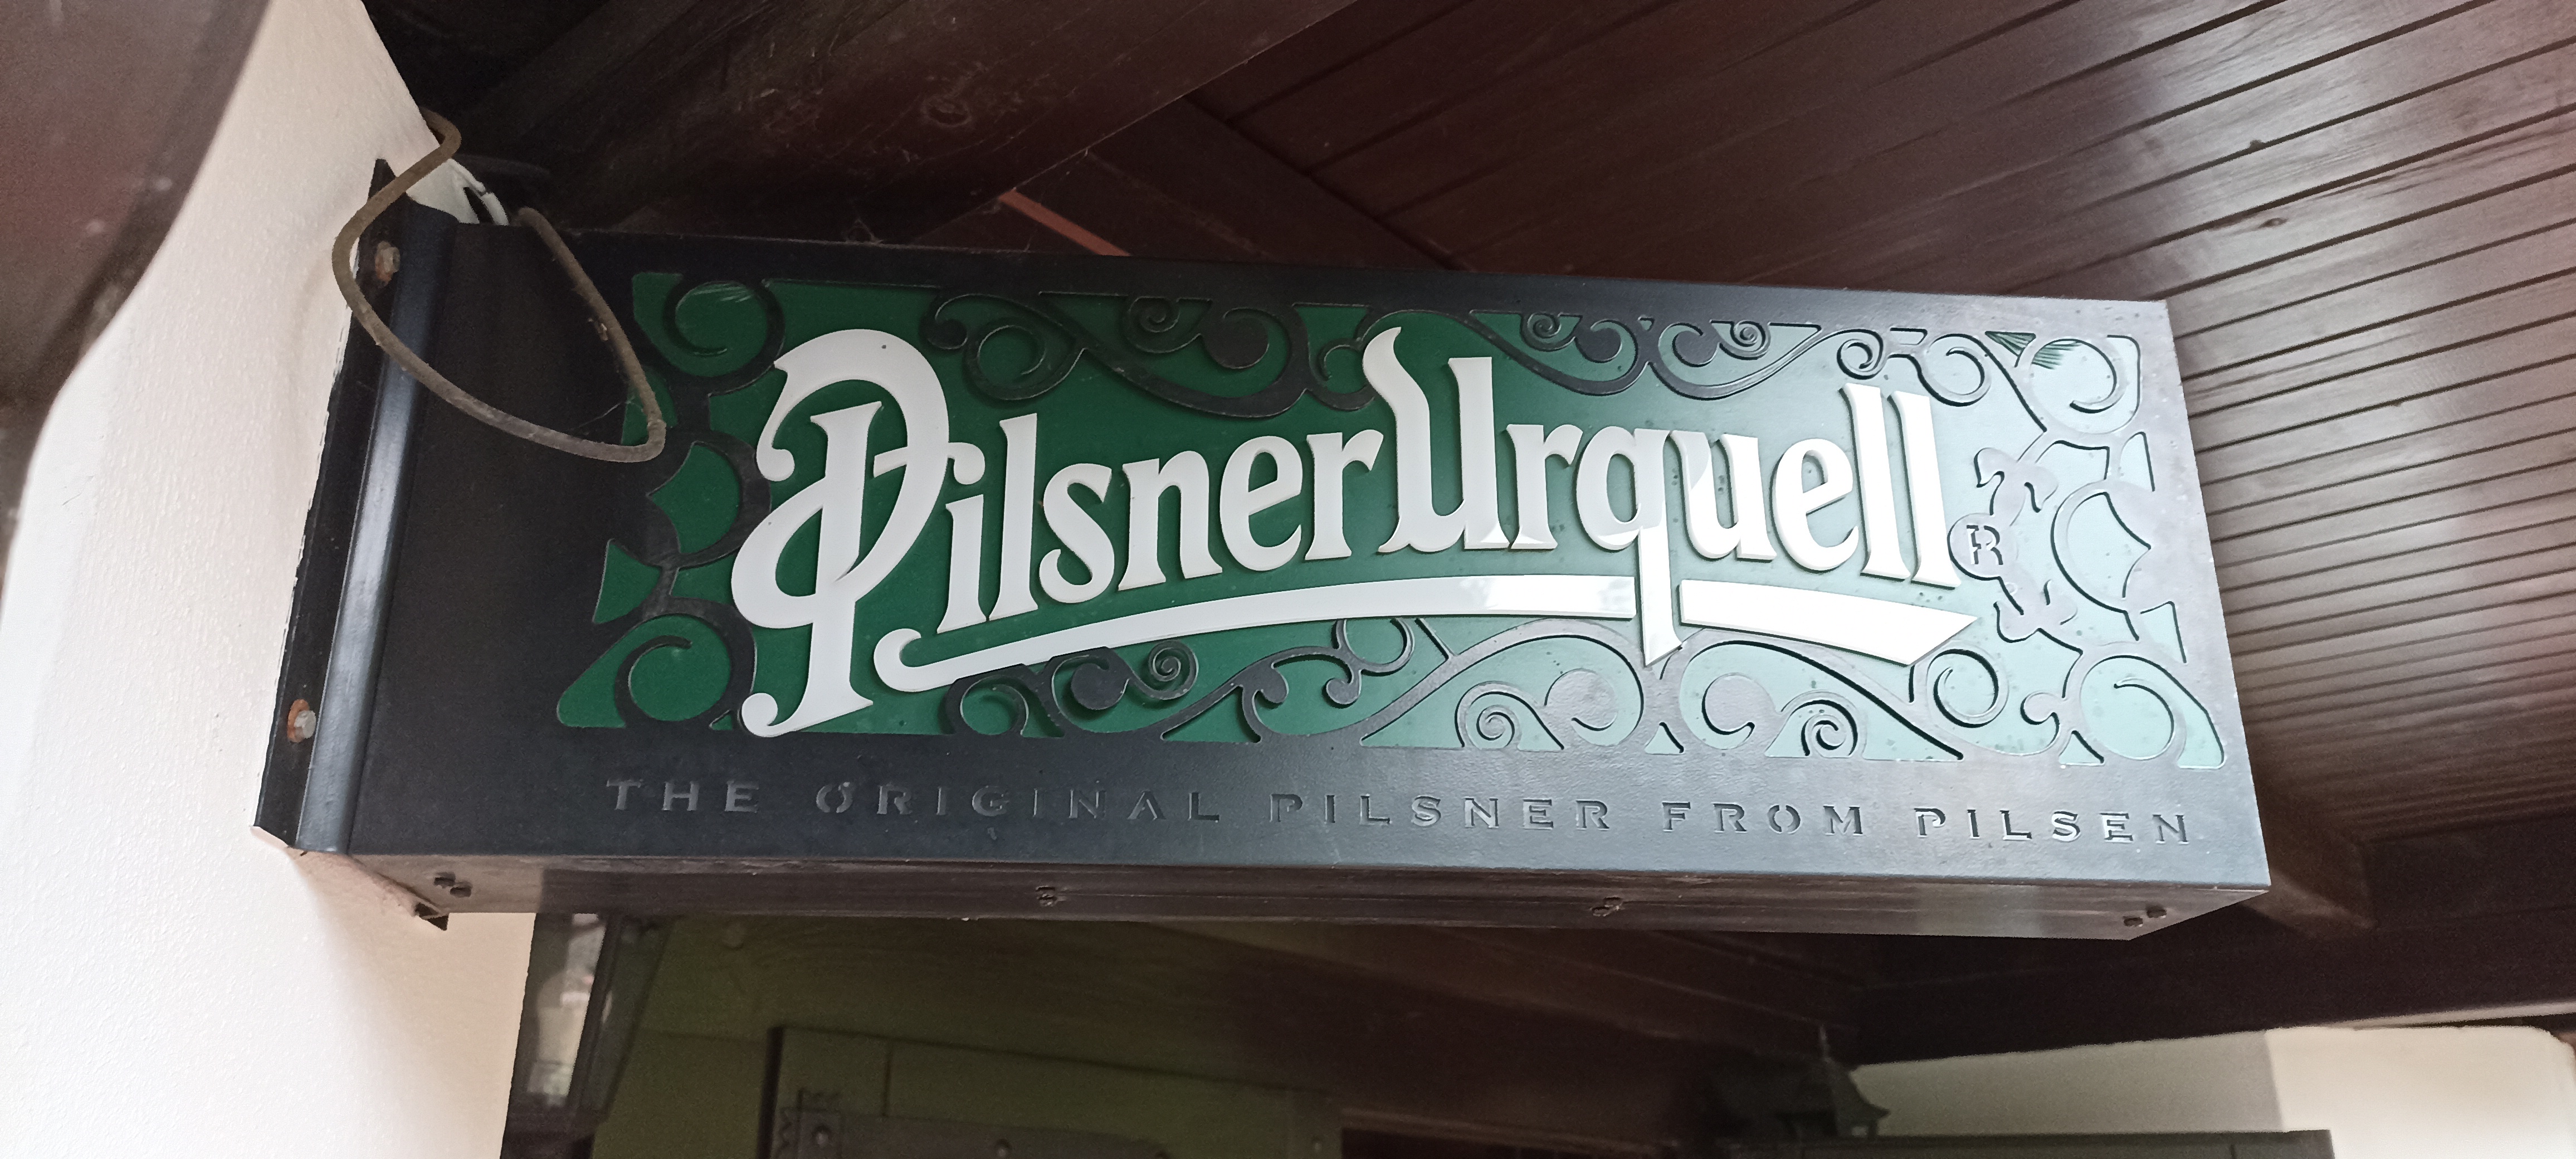 Pilsner Urquell ®
THE ORIGINAL PILSNER FROM PILSEN